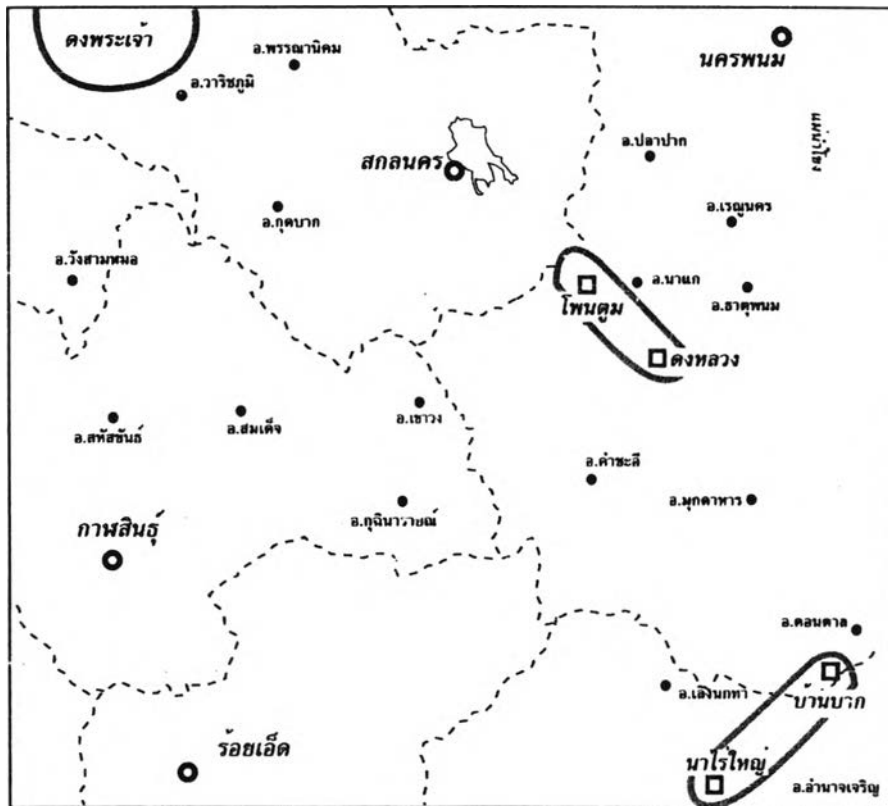 ดงพระเจ้า
อ.พรรณานิคม
นครพนม
อ.วาริชภูมิ
แม่น้ำโขง
อ.ปลาปาก
สกลนคร
อ.กุดบาก
อ.เรณูนคร
อ.วังสามหมอ
อ.นาแก
อ.ธาตุพนม
โพนตูม
ดงหลวง
อ.เขาวง
อ.สหัสขันธ์
อ.สมเด็จ
อ.คำชะอี
อ.มุกดาหาร
อ.กุฉินารายณ์
กาฬสินธุ์
อ.ดอนตาล
อ.เลิงนกทา
บ้านบาก
ร้อยเอ็ด
นาไร่ใหญ่
อ.อำนาจเจริญ